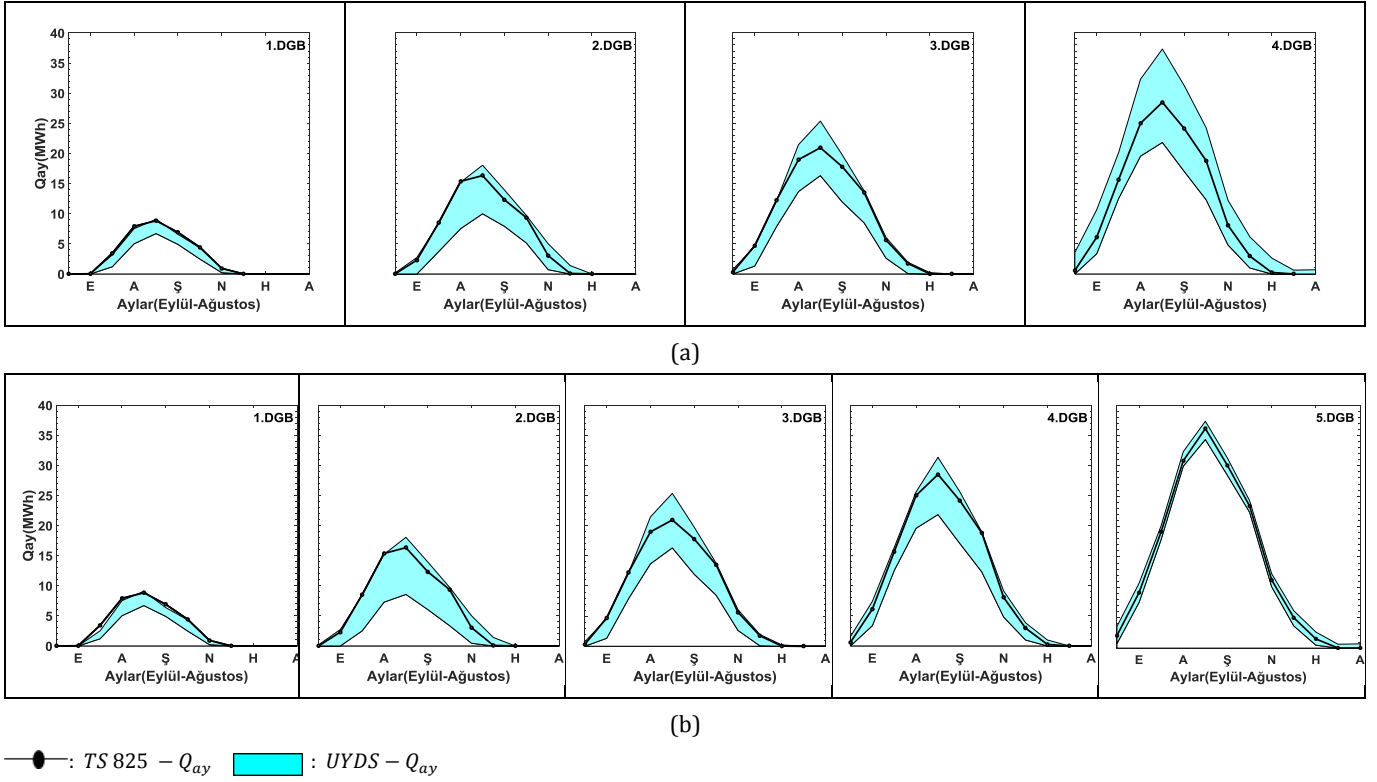 40
35
30
25
20
15
10
5
0
Qay(MWh)
1.DGB
E A Ş N H A
Aylar(Eylül-Ağustos)
2.DGB
E A Ş N H A
Aylar(Eylül-Ağustos)
3.DGB
E A Ş N H A
Aylar(Eylül-Ağustos)
4.DGB
E A Ş N H A
Aylar(Eylül-Ağustos)
(a)
40
35
30
25
20
15
10
5
0
Qay(MWh)
1.DGB
E A Ş N H A
Aylar(Eylül-Ağustos)
2.DGB
E A Ş N H A
Aylar(Eylül-Ağustos)
3.DGB
E A Ş N H A
Aylar(Eylül-Ağustos)
4.DGB
E A Ş N H A
Aylar(Eylül-Ağustos)
5.DGB
E A Ş N H A
Aylar(Eylül-Ağustos)
(b)
: TS 825 − Qay : UYDS − Qay